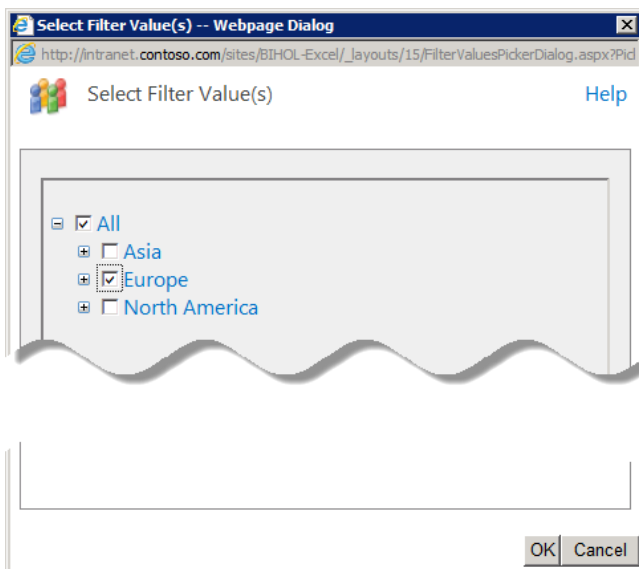 Select Filter Value(s) -- Webpage Dialog
http://intranet.contoso.com/sites/BIHOL-Excel/_layouts/15/FilterValuesPickerDialog.aspx?Pid
Select Filter Value(s) Help
All
Asia
Europe
North America
OK Cancel